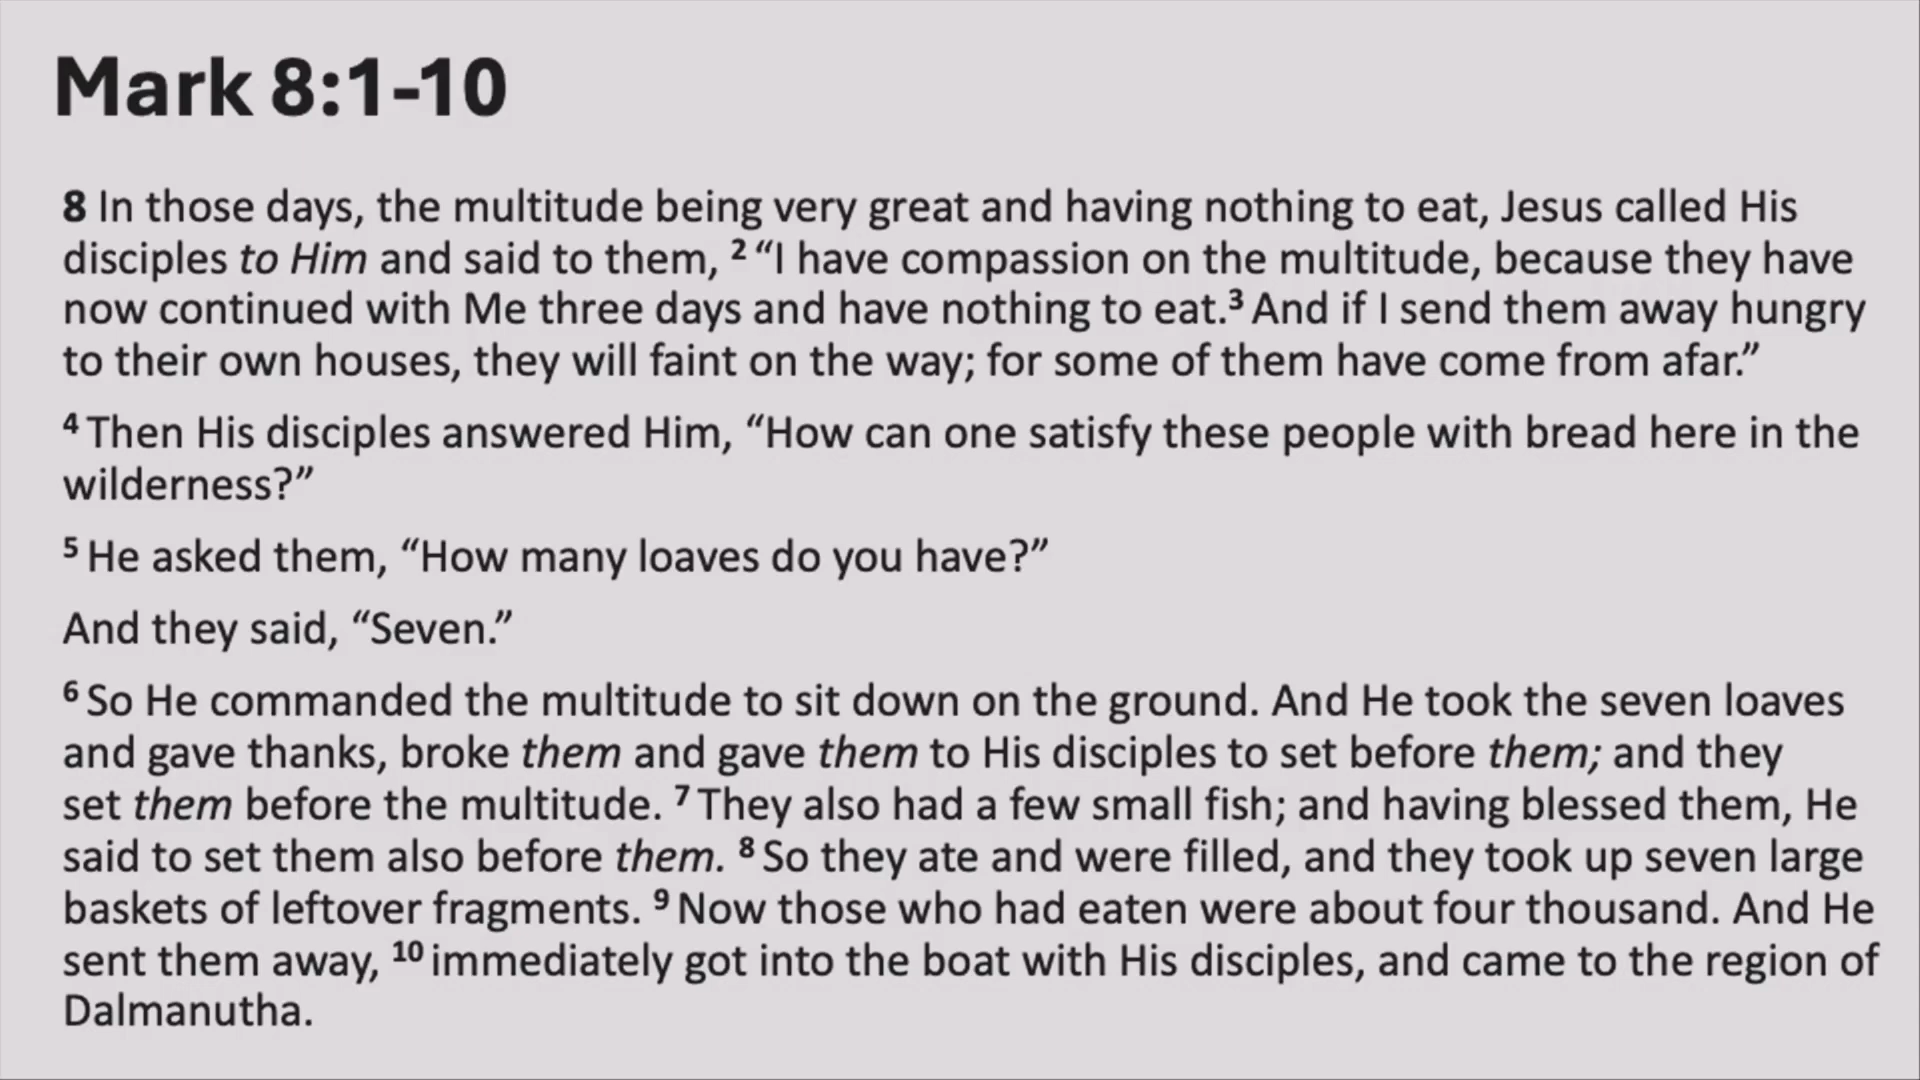 Mark 8:1-10
8 In those days, the multitude being very great and having nothing to eat, Jesus called His
disciples to Him and said to them, 2 “I have compassion on the multitude, because they have
now continued with Me three days and have nothing to eat.3 And if I send them away hungry
to their own houses, they will faint on the way; for some of them have come from afar.”
4 Then His disciples answered Him, “How can one satisfy these people with bread here in the
wilderness?”
5 He asked them, “How many loaves do you have?”
And they said, “Seven.”
6 So He commanded the multitude to sit down on the ground. And He took the seven loaves
and gave thanks, broke them and gave them to His disciples to set before them; and they
set them before the multitude. 7 They also had a few small fish; and having blessed them, He
said to set them also before them. 8 So they ate and were filled, and they took up seven large
baskets of leftover fragments. 9 Now those who had eaten were about four thousand. And He
sent them away, 10 immediately got into the boat with His disciples, and came to the region of
Dalmanutha.